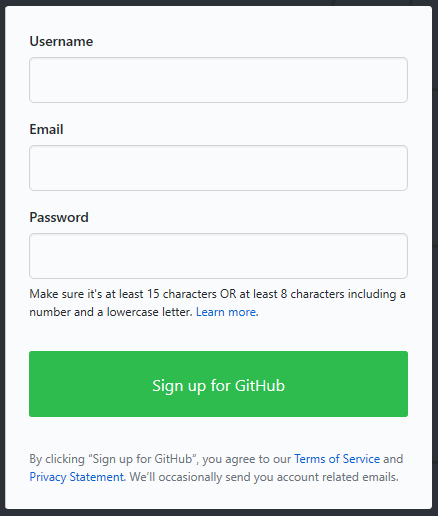 Username
Email
Password
Make sure it's at least 15 characters OR at least 8 characters including a
number and a lowercase letter. Learn more.
Sign up for GitHub
By clicking “Sign up for GitHub”, you agree to our Terms of Service and
Privacy Statement. We’ll occasionally send you account related emails.